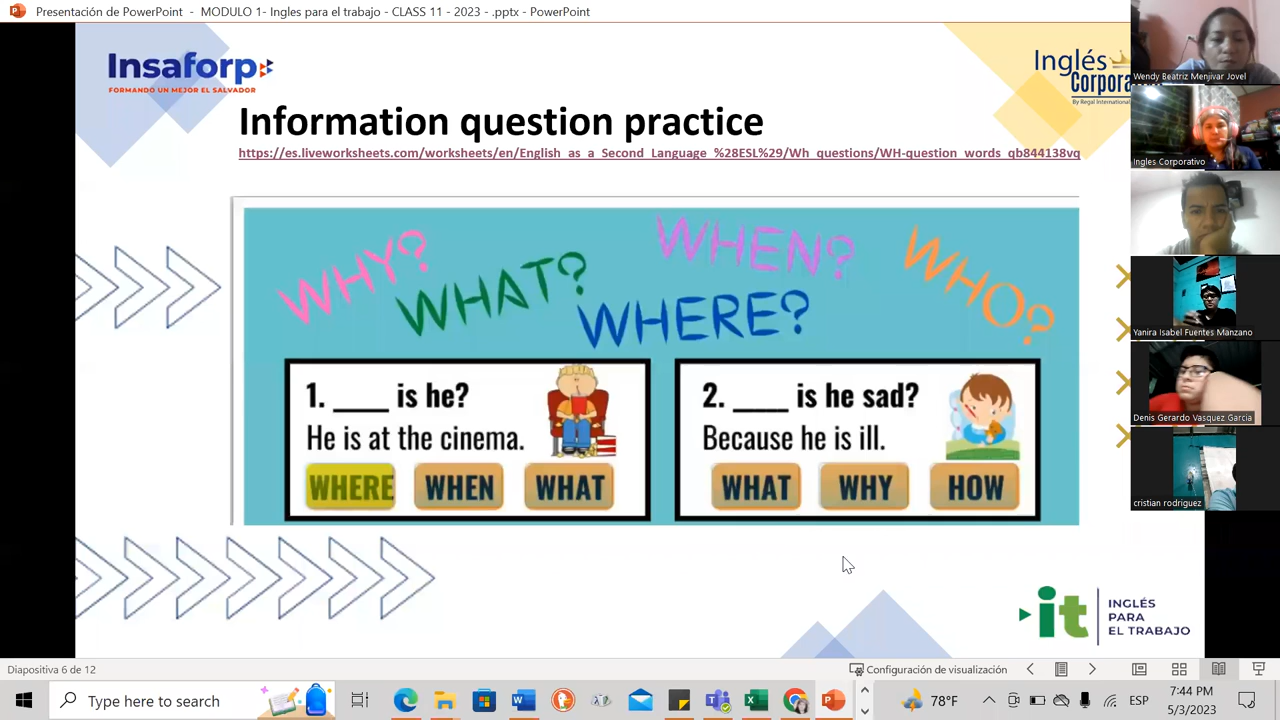 Presentación de PowerPoint - MODULO 1- Ingles para el trabajo - CLASS 11 - 2023 - .pptx - PowerPoint
Insaforp
FORMANDO UN MEJOR EL SALVADOR
Inglés
Corpora
By Regal International
Information question practice
https://es.liveworksheets.com/worksheets/en/English_as_a_Second_Language_%28ESL%29/Wh_questions/WH-question_words_qb844138vq
WHY?
WHAT?
WHEN?
WHERE?
WHO?
1. ____ is he?
He is at the cinema.
WHERE WHEN WHAT
2. ____ is he sad?
Because he is ill.
WHAT WHY HOW
Wendy Beatriz Menjivar Jovel
Ingles Corporativo
Yanira Isabel Fuentes Manzano
Denis Gerardo Vasquez Garcia
cristian rodriguez
it
INGLÉS
PARA
EL TRABAJO
Diapositiva 6 de 12
Configuración de visualización
Type here to search
78°F
ESP
7:44 PM
5/3/2023